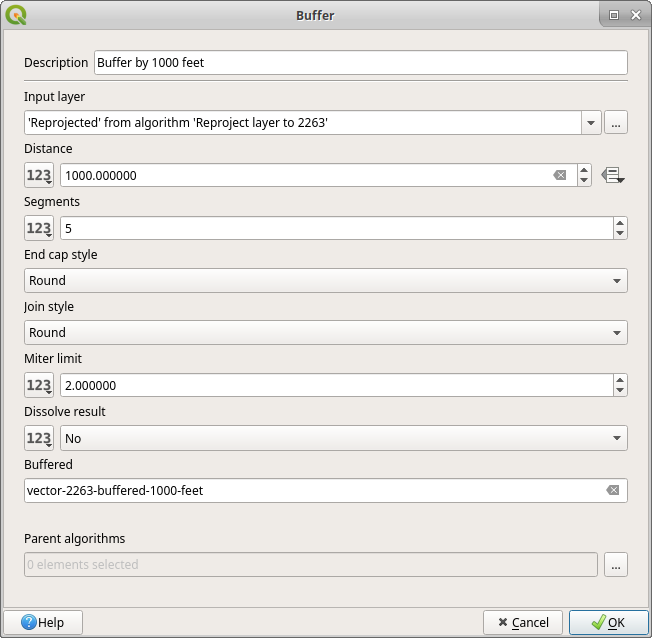 Buffer
Description Buffer by 1000 feet
Input layer
'Reprojected' from algorithm 'Reproject layer to 2263'
...
Distance
123 1000.000000
Segments
123 5
End cap style
Round
Join style
Round
Miter limit
123 2.000000
Dissolve result
123 No
Buffered
vector-2263-buffered-1000-feet
Parent algorithms
0 elements selected
...
Help Cancel OK